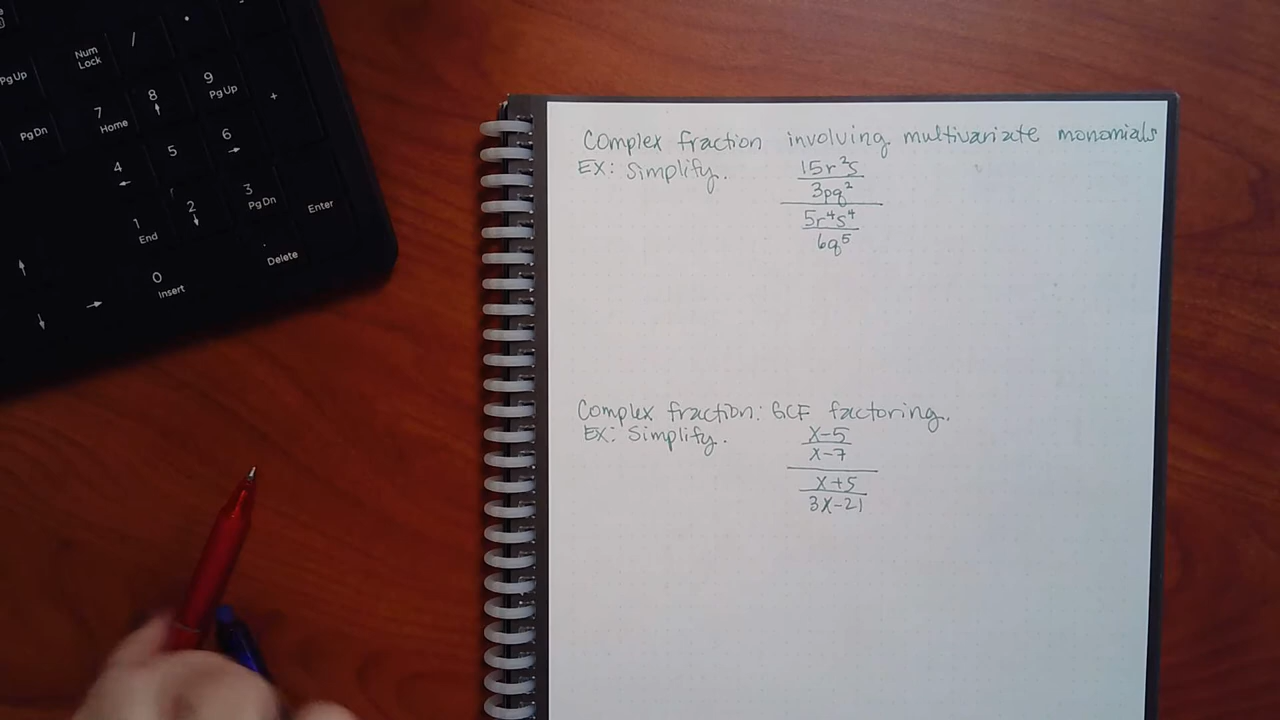 Complex fraction involving multivariate monomials
EX: Simplify.
15r²s
3pq²
5r⁴s⁴
6q⁵
Complex fraction: GCF factoring.
EX: Simplify.
x-5
x-7
x+5
3x-21
/
*
-
Num Lock
PgUp
7 Home
8 ↑
9 PgUp
+
PgDn
4 ←
5
6 →
1 End
2 ↓
3 PgDn
Enter
0 Insert
. Delete
↑
↓
→